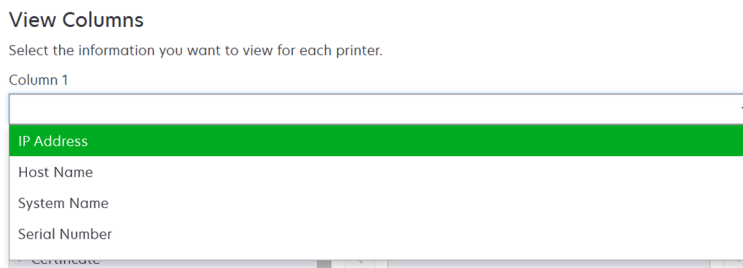 View Columns
Select the information you want to view for each printer.
Column 1
IP Address
Host Name
System Name
Serial Number
Certificate